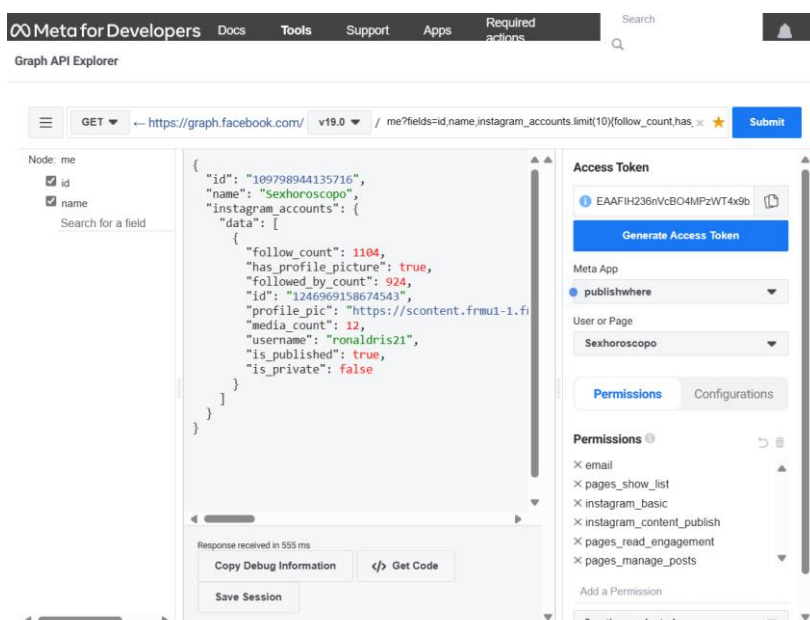 Meta for Developers Docs Tools Support Apps Required actions Search
Graph API Explorer
GET ← https://graph.facebook.com/ v19.0 / me?fields=id,name,instagram_accounts.limit(10){follow_count,has_ × Submit
Node: me
id
name
Search for a field
{
"id": "109798944135716",
"name": "Sexhoroscopo",
"instagram_accounts": {
"data": [
{
"follow_count": 1104,
"has_profile_picture": true,
"followed_by_count": 924,
"id": "1246969158674543",
"profile_pic": "https://scontent.frmu1-1.f
"media_count": 12,
"username": "ronaldris21",
"is_published": true,
"is_private": false
}
]
}
}
Response received in 555 ms
Copy Debug Information </> Get Code
Save Session
Access Token
EAAFIH236nVcBO4MPzWT4x9b
Generate Access Token
Meta App
publishwhere
User or Page
Sexhoroscopo
Permissions Configurations
Permissions
× email
× pages_show_list
× instagram_basic
× instagram_content_publish
× pages_read_engagement
× pages_manage_posts
Add a Permission